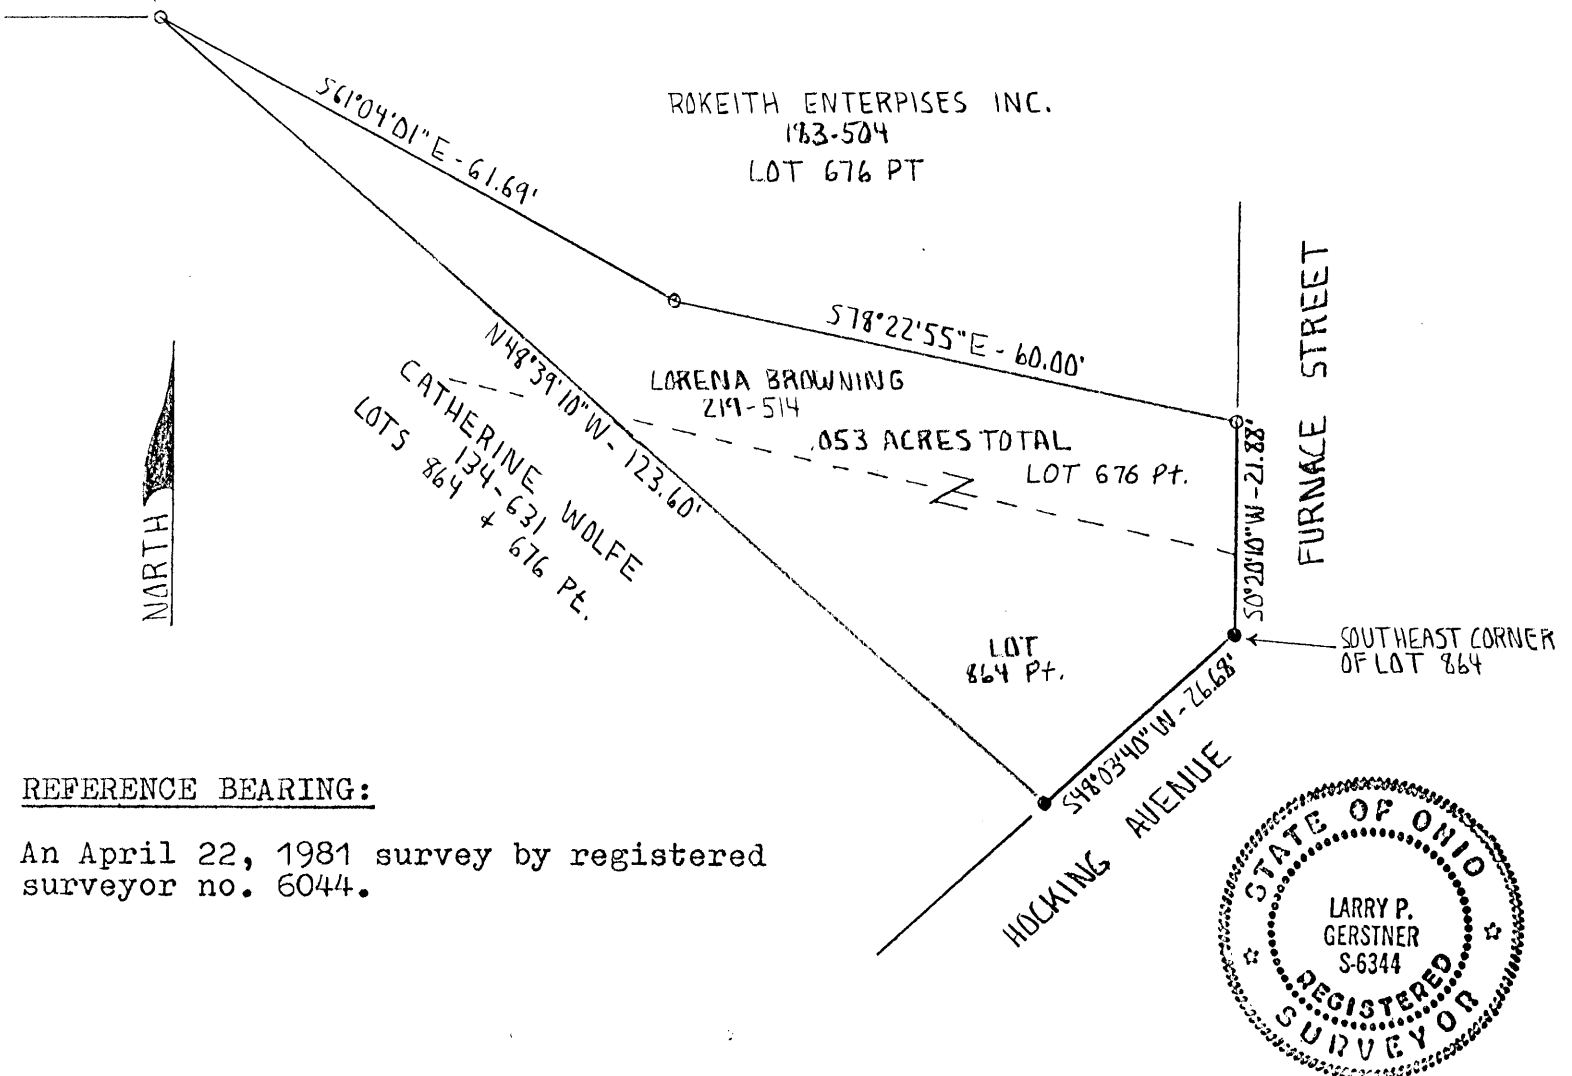 S61°04'01"E - 61.69'
ROKEITH ENTERPISES INC.
183-504
LOT 676 PT
S78°22'55"E - 60.00'
FURNACE STREET
N48°39'10"W - 123.60'
LORENA BROWNING
219-514
.053 ACRES TOTAL
LOT 676 Pt.
CATHERINE WOLFE
134-631
LOTS 864 + 676 Pt.
S0°20'10"W - 21.88'
NORTH
LOT
864 Pt.
SOUTHEAST CORNER
OF LOT 864
S48°03'40"W - 26.68'
HOCKING AVENUE
REFERENCE BEARING:
An April 22, 1981 survey by registered
surveyor no. 6044.
STATE OF OHIO
LARRY P.
GERSTNER
S-6344
REGISTERED
SURVEYOR